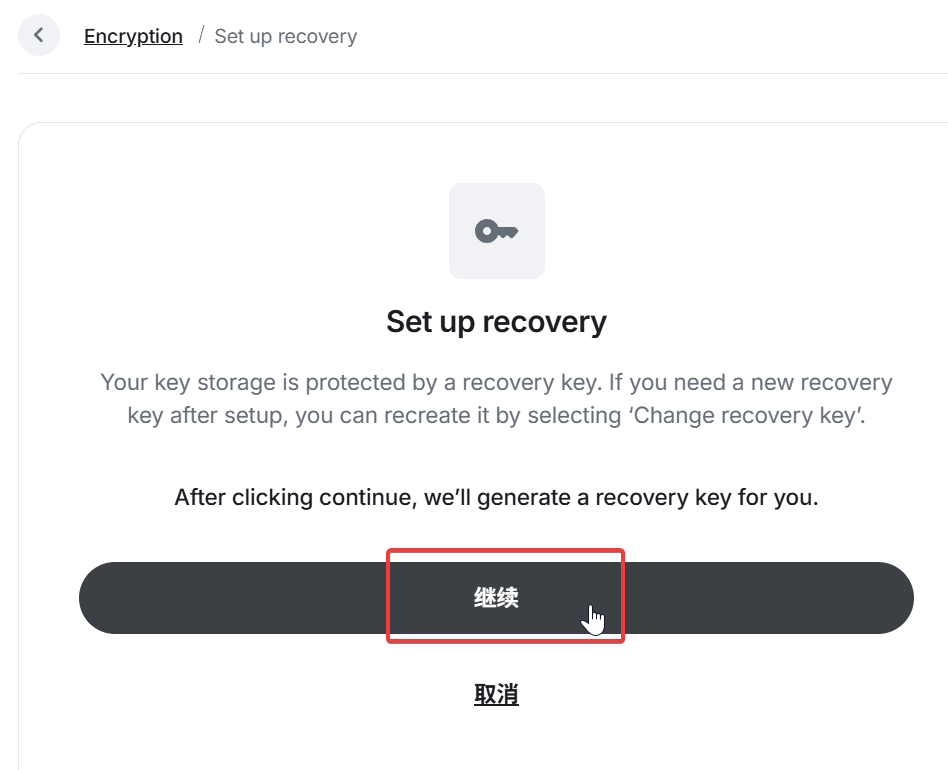 Encryption / Set up recovery
Set up recovery
Your key storage is protected by a recovery key. If you need a new recovery
key after setup, you can recreate it by selecting ‘Change recovery key’.
After clicking continue, we’ll generate a recovery key for you.
继续
取消